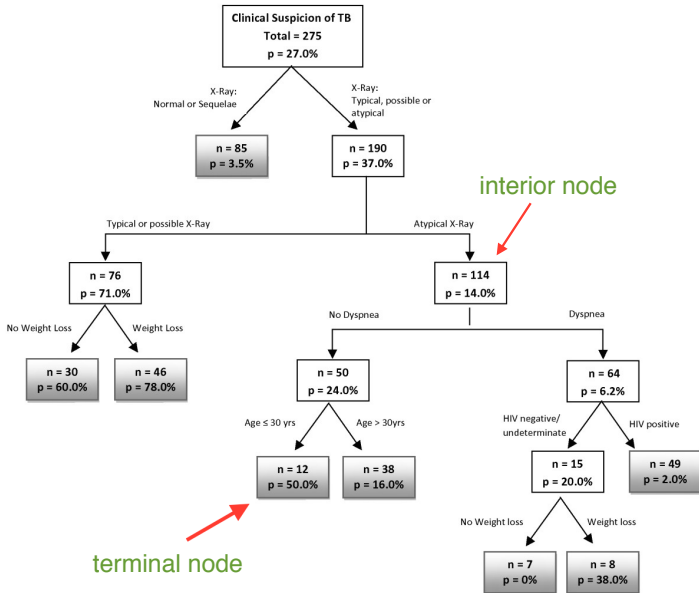 Clinical Suspicion of TB
Total = 275
p = 27.0%
X-Ray:
Normal or Sequelae
X-Ray:
Typical, possible or
atypical
n = 85
p = 3.5%
n = 190
p = 37.0%
interior node
Typical or possible X-Ray
Atypical X-Ray
n = 76
p = 71.0%
n = 114
p = 14.0%
No Weight Loss
Weight Loss
No Dyspnea
Dyspnea
n = 30
p = 60.0%
n = 46
p = 78.0%
n = 50
p = 24.0%
n = 64
p = 6.2%
Age ≤ 30 yrs
Age > 30yrs
HIV negative/
undeterminate
HIV positive
n = 12
p = 50.0%
n = 38
p = 16.0%
n = 15
p = 20.0%
n = 49
p = 2.0%
terminal node
No Weight loss
Weight loss
n = 7
p = 0%
n = 8
p = 38.0%